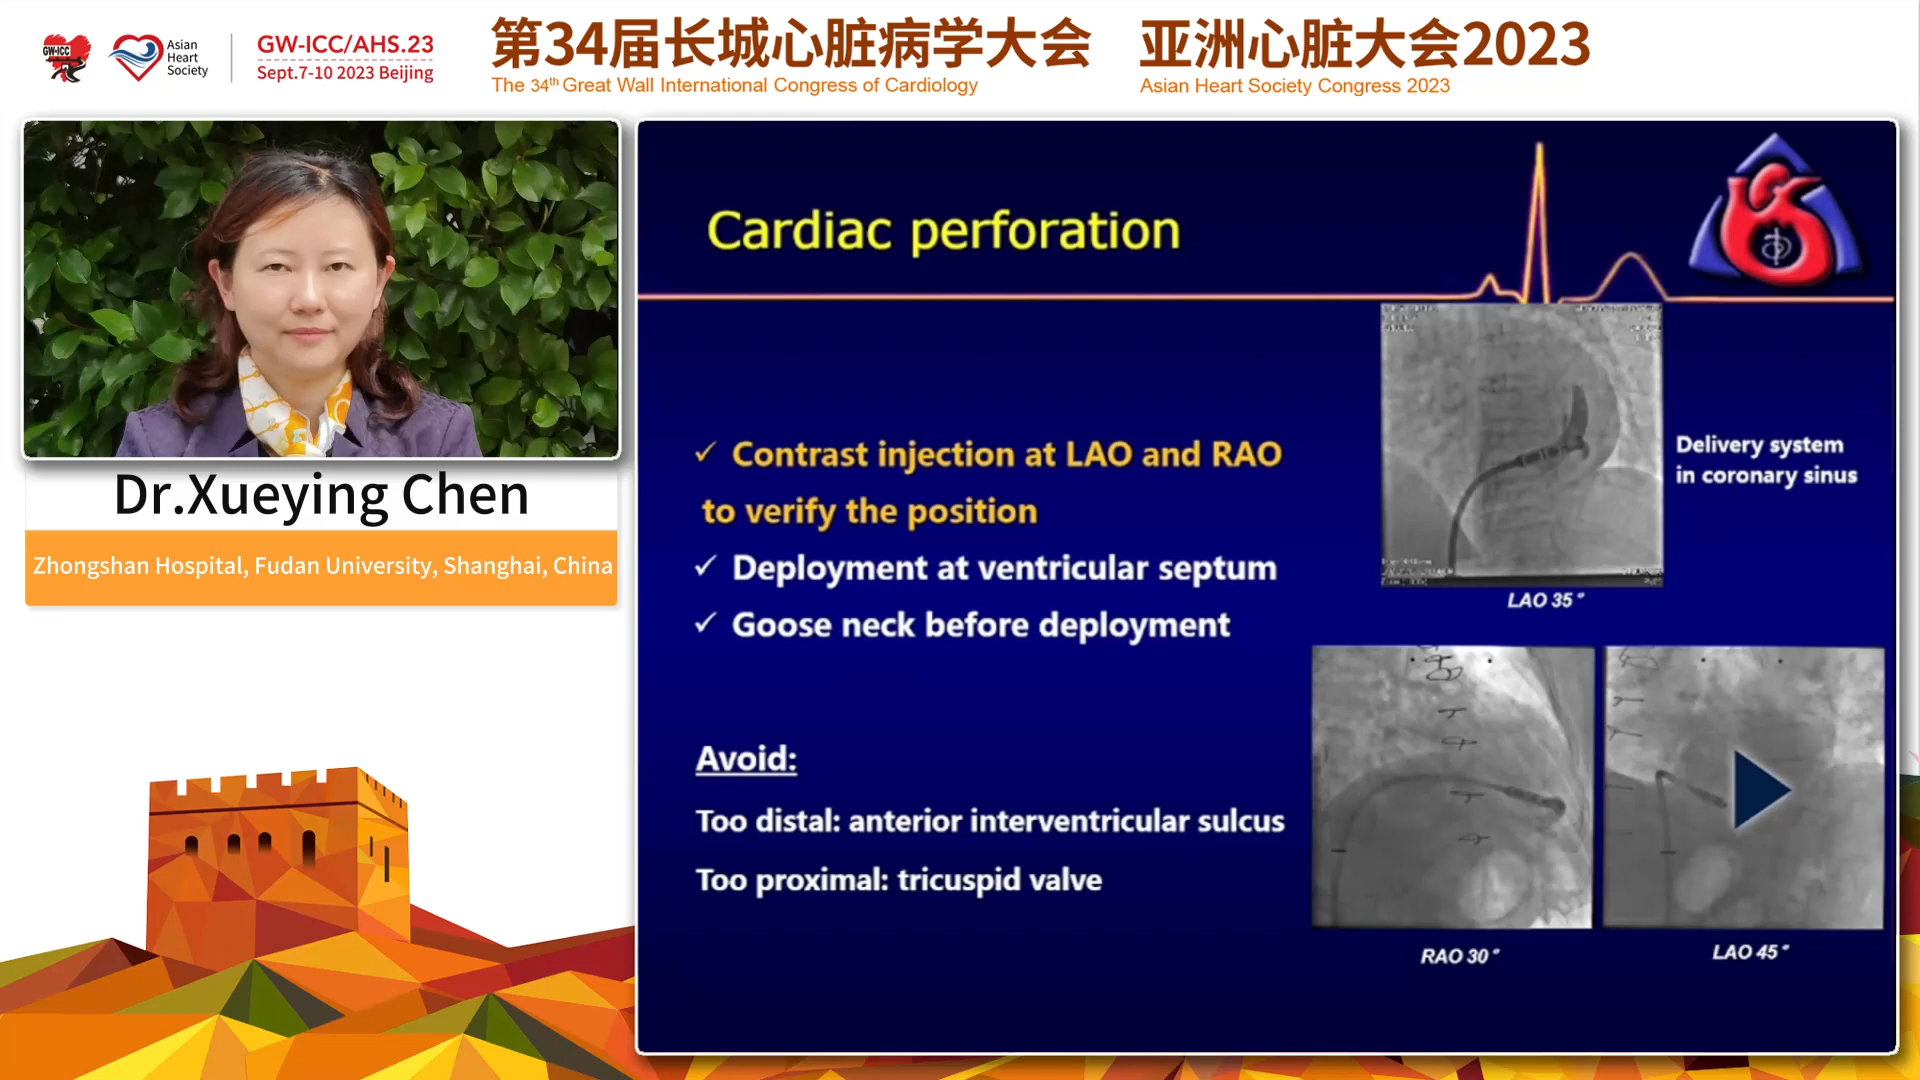 GW-ICC
Asian
Heart
Society
GW-ICC/AHS.23
Sept.7-10 2023 Beijing
第34届长城心脏病学大会
The 34th Great Wall International Congress of Cardiology
亚洲心脏大会2023
Asian Heart Society Congress 2023
Dr.Xueying Chen
Zhongshan Hospital, Fudan University, Shanghai, China
Cardiac perforation
✓ Contrast injection at LAO and RAO
to verify the position
✓ Deployment at ventricular septum
✓ Goose neck before deployment
Avoid:
Too distal: anterior interventricular sulcus
Too proximal: tricuspid valve
Delivery system
in coronary sinus
LAO 35°
RAO 30°
LAO 45°